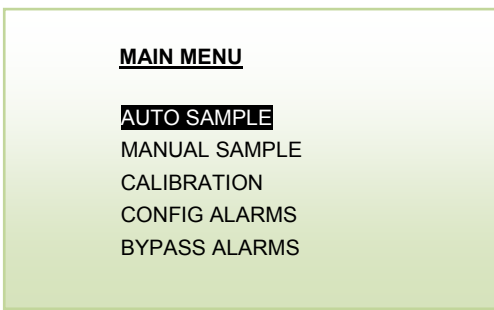 MAIN MENU
AUTO SAMPLE
MANUAL SAMPLE
CALIBRATION
CONFIG ALARMS
BYPASS ALARMS